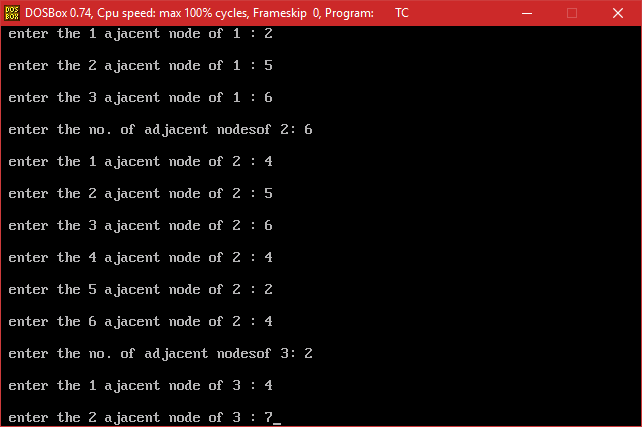 DOS BOX DOSBox 0.74, Cpu speed: max 100% cycles, Frameskip 0, Program: TC
enter the 1 ajacent node of 1 : 2
enter the 2 ajacent node of 1 : 5
enter the 3 ajacent node of 1 : 6
enter the no. of adjacent nodesof 2: 6
enter the 1 ajacent node of 2 : 4
enter the 2 ajacent node of 2 : 5
enter the 3 ajacent node of 2 : 6
enter the 4 ajacent node of 2 : 4
enter the 5 ajacent node of 2 : 2
enter the 6 ajacent node of 2 : 4
enter the no. of adjacent nodesof 3: 2
enter the 1 ajacent node of 3 : 4
enter the 2 ajacent node of 3 : 7_